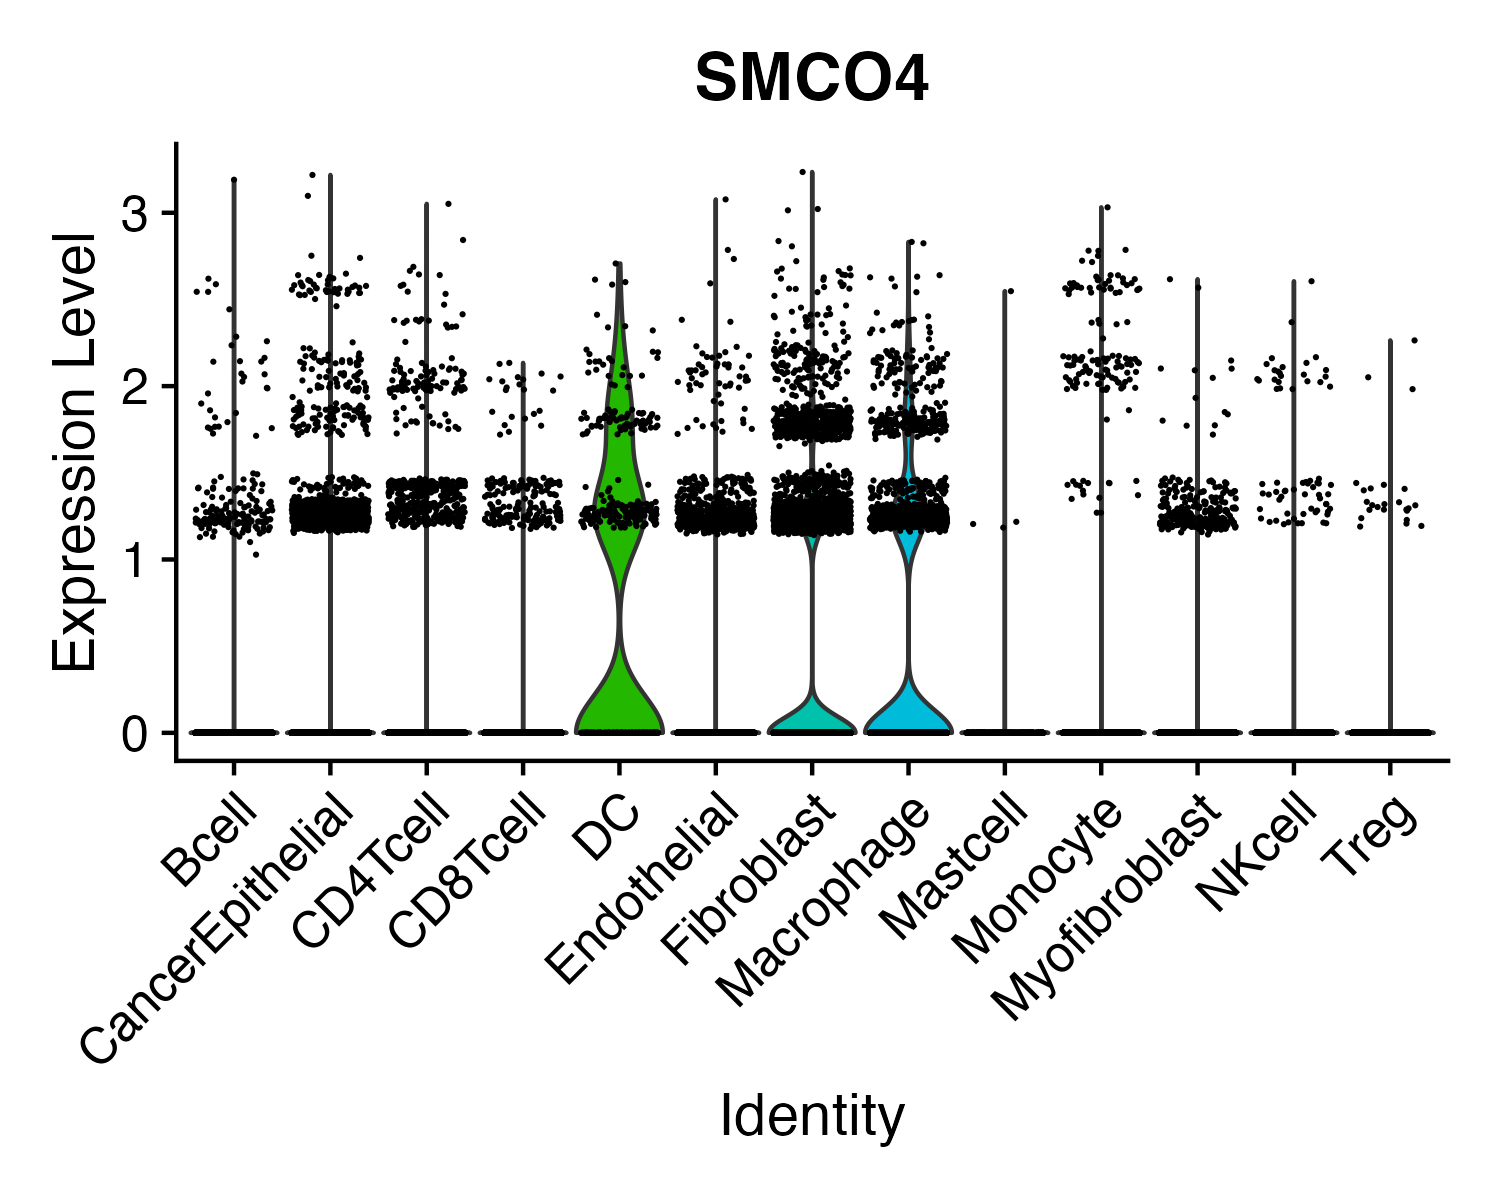 SMCO4
Expression Level
3
2
1
0
Bcell
CancerEpithelial
CD4Tcell
CD8Tcell
DC
Endothelial
Fibroblast
Macrophage
Mastcell
Monocyte
Myofibroblast
NKcell
Treg
Identity